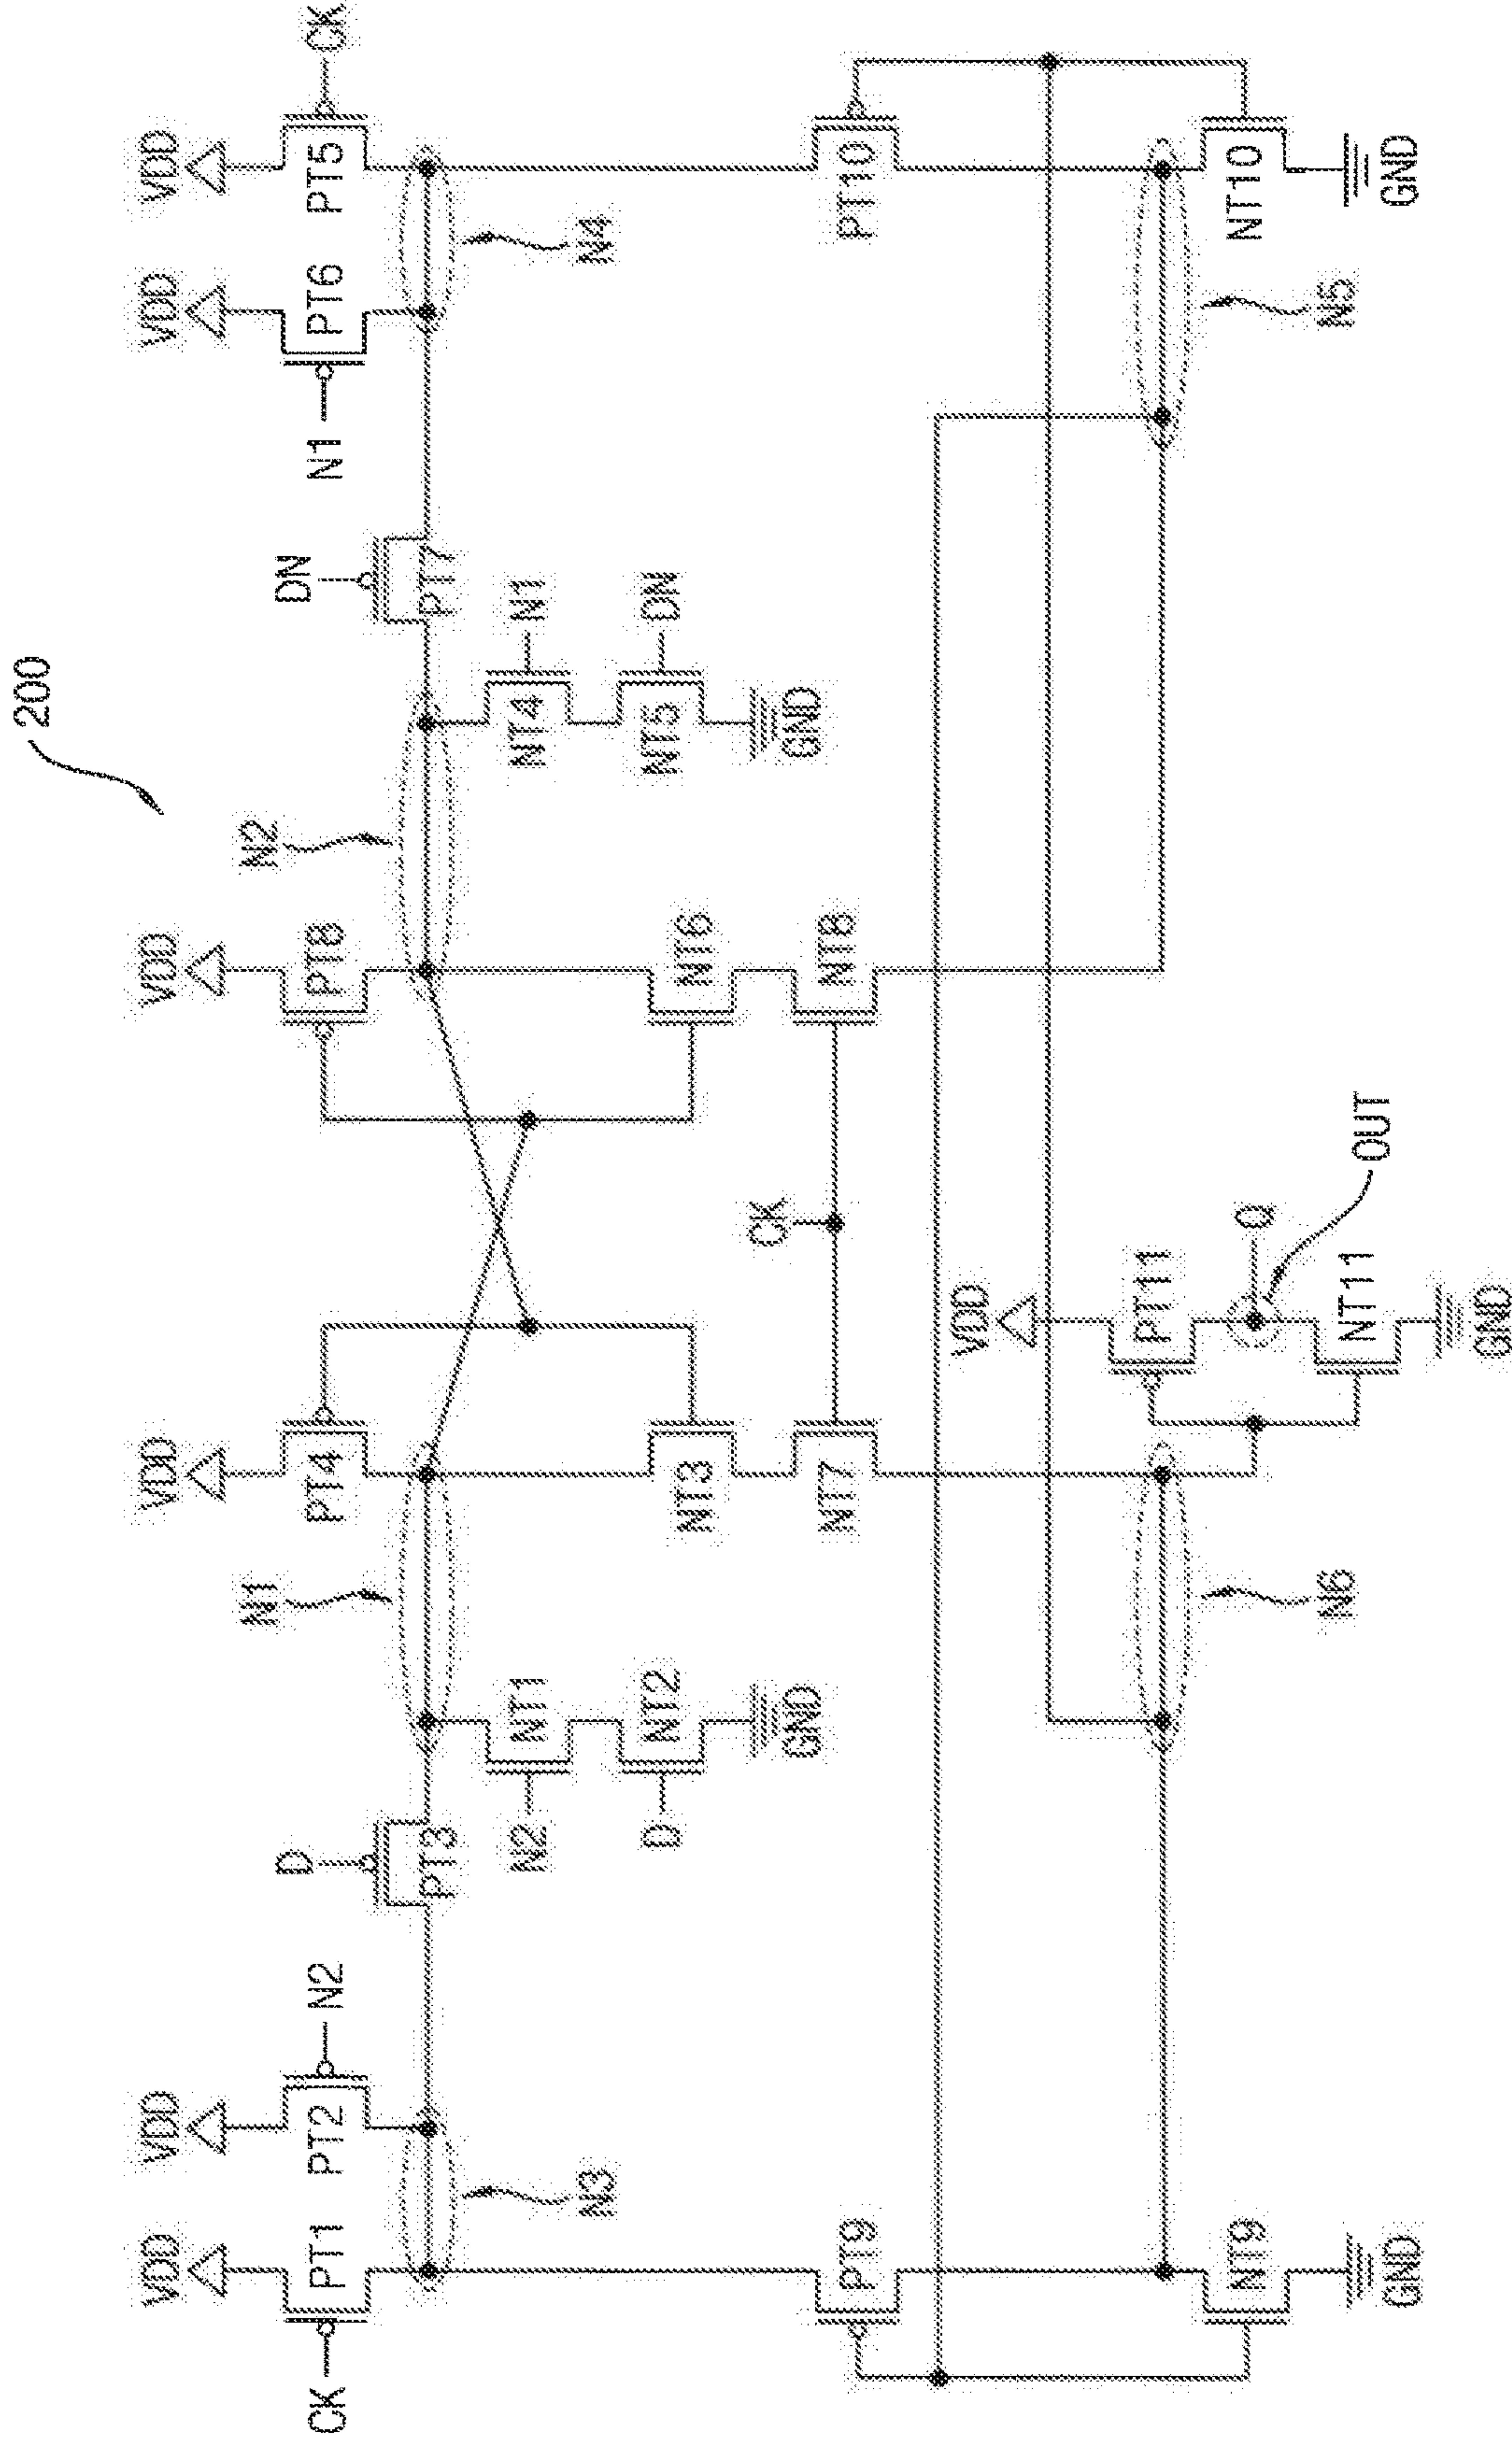 200
VDD
VDD
VDD
VDD
VDD
VDD
CK
PT1
PT2
N2
D
PT3
N1
PT4
N2
PT8
DN
PT7
N1
PT6
PT5
CK
N3
N2
NT1
D
NT2
GND
NT3
NT7
CK
NT6
NT8
NT4
N1
NT5
DN
GND
N4
PT9
PT10
VDD
PT11
Q
OUT
NT11
GND
N6
N5
NT9
GND
NT10
GND